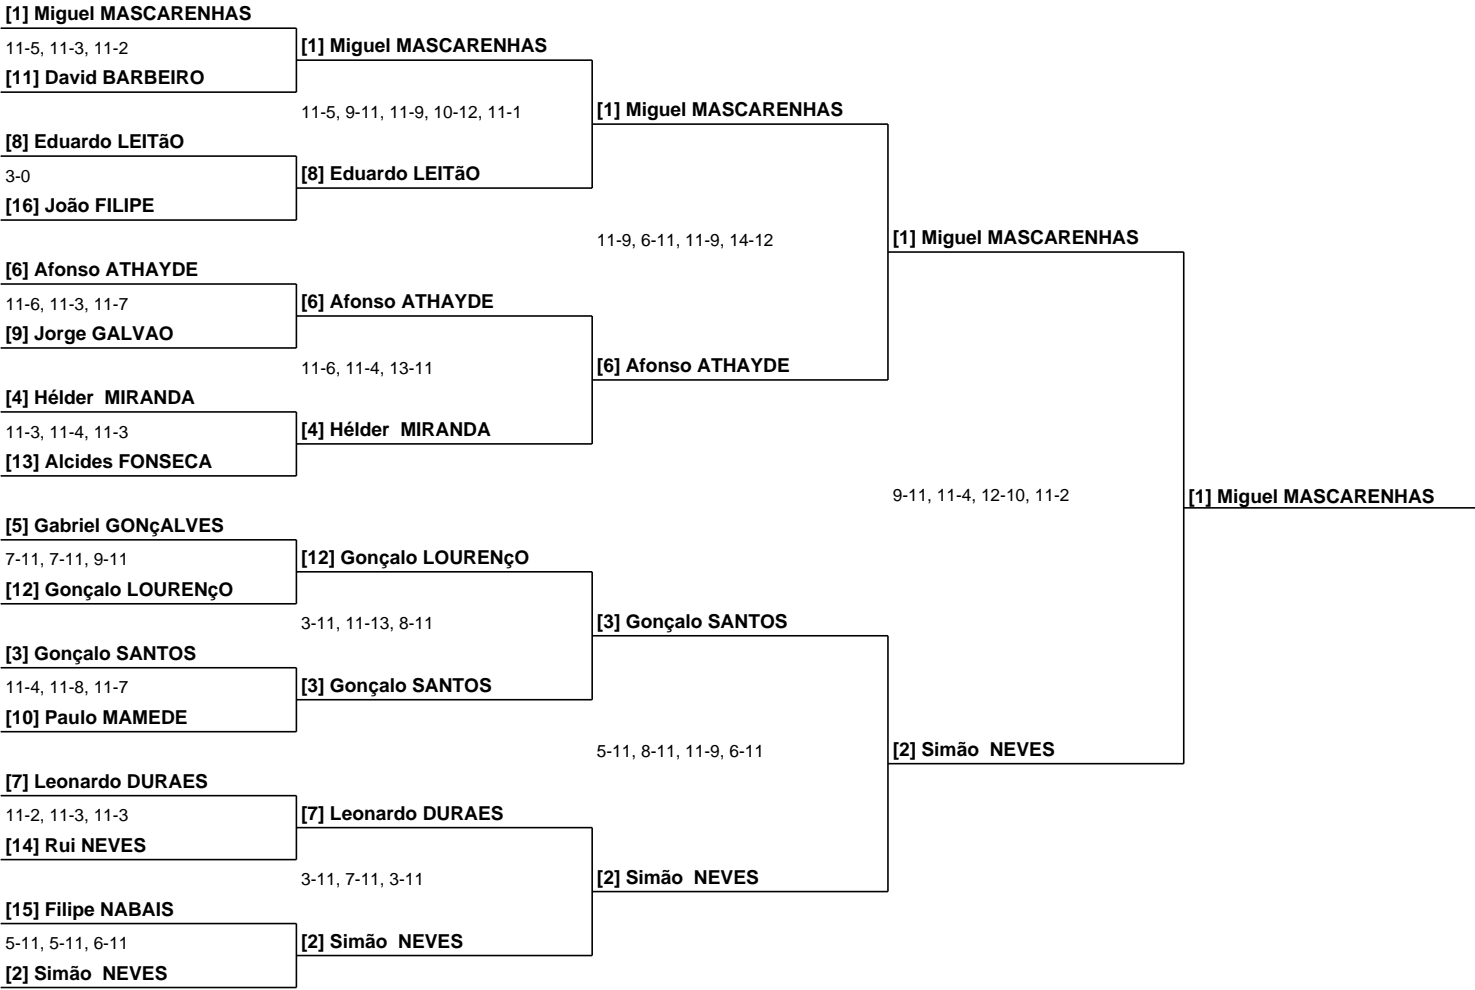 [1] Miguel MASCARENHAS
11-5, 11-3, 11-2
[1] Miguel MASCARENHAS
[11] David BARBEIRO
11-5, 9-11, 11-9, 10-12, 11-1
[1] Miguel MASCARENHAS
[8] Eduardo LEITãO
3-0
[8] Eduardo LEITãO
[16] João FILIPE
11-9, 6-11, 11-9, 14-12
[1] Miguel MASCARENHAS
[6] Afonso ATHAYDE
11-6, 11-3, 11-7
[6] Afonso ATHAYDE
[9] Jorge GALVAO
11-6, 11-4, 13-11
[6] Afonso ATHAYDE
[4] Hélder  MIRANDA
11-3, 11-4, 11-3
[4] Hélder  MIRANDA
[13] Alcides FONSECA
9-11, 11-4, 12-10, 11-2
[1] Miguel MASCARENHAS
[5] Gabriel GONçALVES
7-11, 7-11, 9-11
[12] Gonçalo LOURENçO
[12] Gonçalo LOURENçO
3-11, 11-13, 8-11
[3] Gonçalo SANTOS
[3] Gonçalo SANTOS
11-4, 11-8, 11-7
[3] Gonçalo SANTOS
[10] Paulo MAMEDE
5-11, 8-11, 11-9, 6-11
[2] Simão  NEVES
[7] Leonardo DURAES
11-2, 11-3, 11-3
[7] Leonardo DURAES
[14] Rui NEVES
3-11, 7-11, 3-11
[2] Simão  NEVES
[15] Filipe NABAIS
5-11, 5-11, 6-11
[2] Simão  NEVES
[2] Simão  NEVES